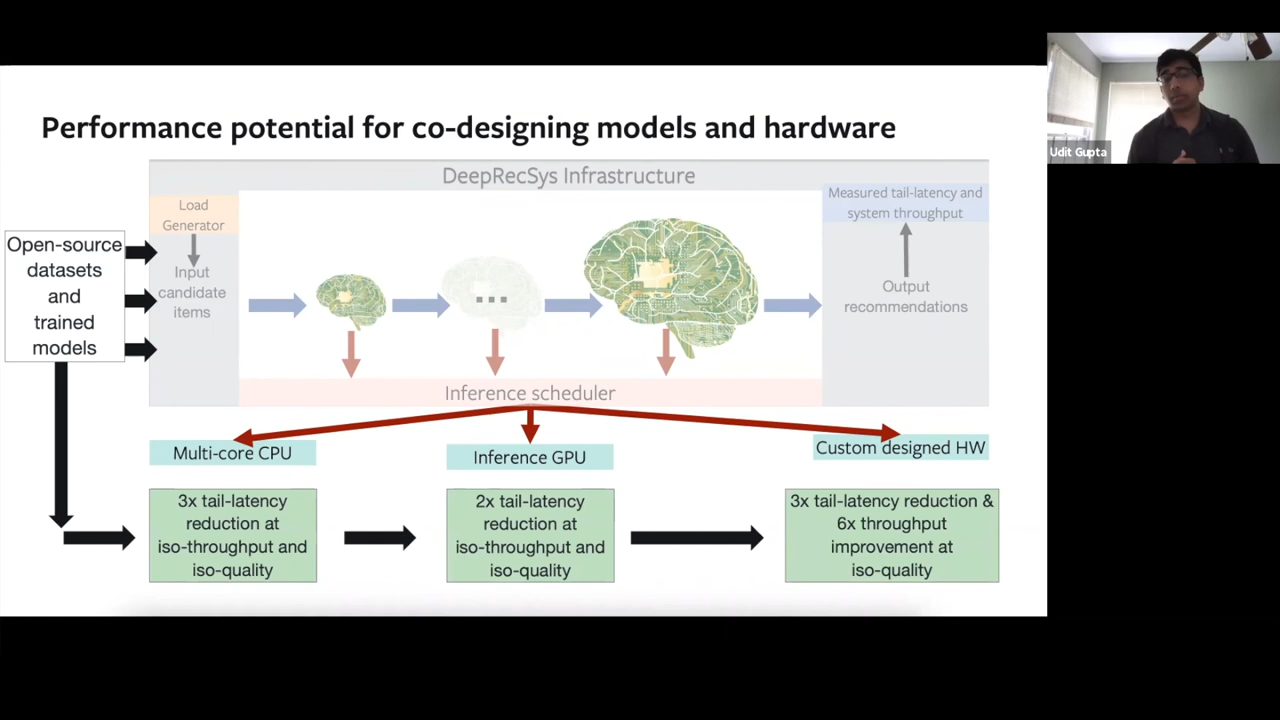 Performance potential for co-designing models and hardware
DeepRecSys Infrastructure
Load
Generator
Input
candidate
items
Open-source
datasets
and
trained
models
...
Measured tail-latency and
system throughput
Output
recommendations
Inference scheduler
Multi-core CPU
Inference GPU
Custom designed HW
3x tail-latency
reduction at
iso-throughput and
iso-quality
2x tail-latency
reduction at
iso-throughput and
iso-quality
3x tail-latency reduction &
6x throughput
improvement at
iso-quality
Udit Gupta